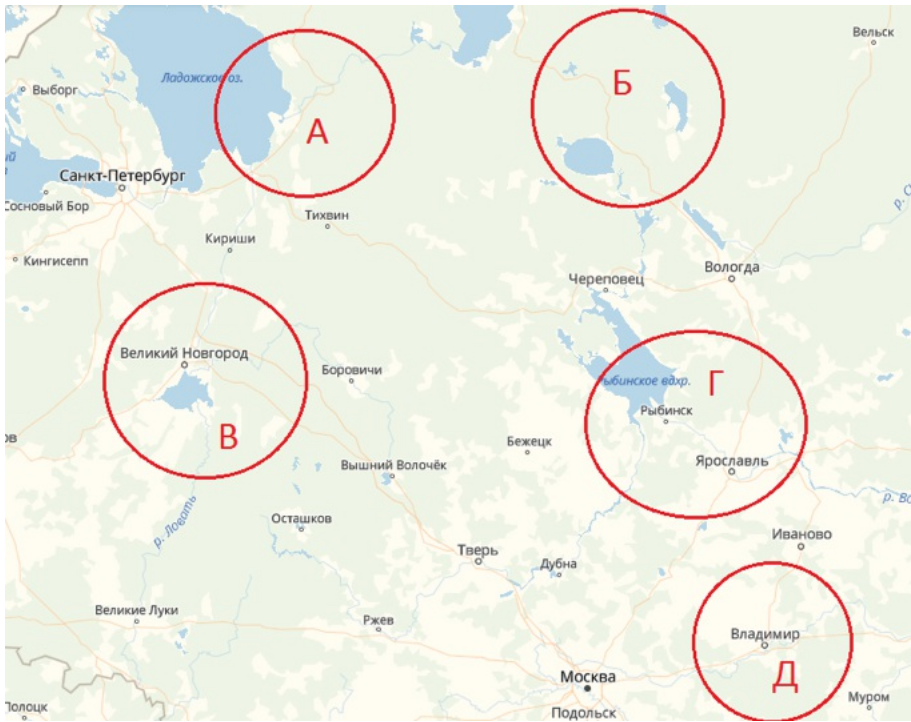 Вельск
Ладожское оз.
Б
Выборг
А
Санкт-Петербург
Сосновый Бор
р. С
Тихвин
Кириши
Кингисепп
Вологда
Череповец
Великий Новгород
Боровичи
Г
Рыбинское вдхр.
Рыбинск
В
Бежецк
Ярославль
Вышний Волочёк
р. Ловать
р. Во
Осташков
Иваново
Тверь
Дубна
Великие Луки
Ржев
Владимир
Москва
Д
Муром
Полоцк
Подольск